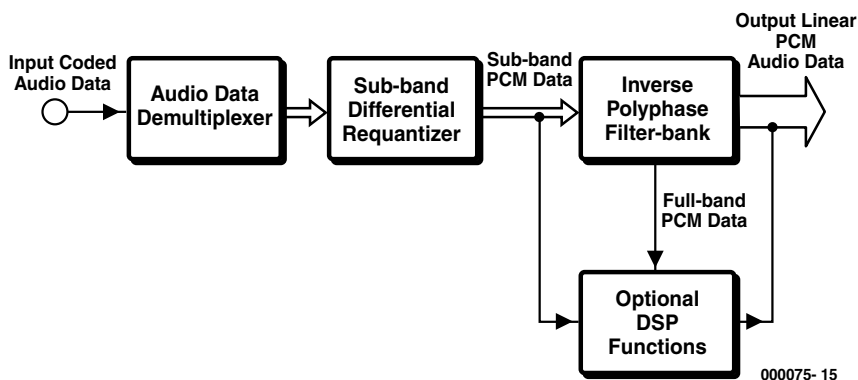 Input Coded
Audio Data
Audio Data
Demultiplexer
Sub-band
Differential
Requantizer
Sub-band
PCM Data
Inverse
Polyphase
Filter-bank
Output Linear
PCM
Audio Data
Full-band
PCM Data
Optional
DSP
Functions
000075- 15